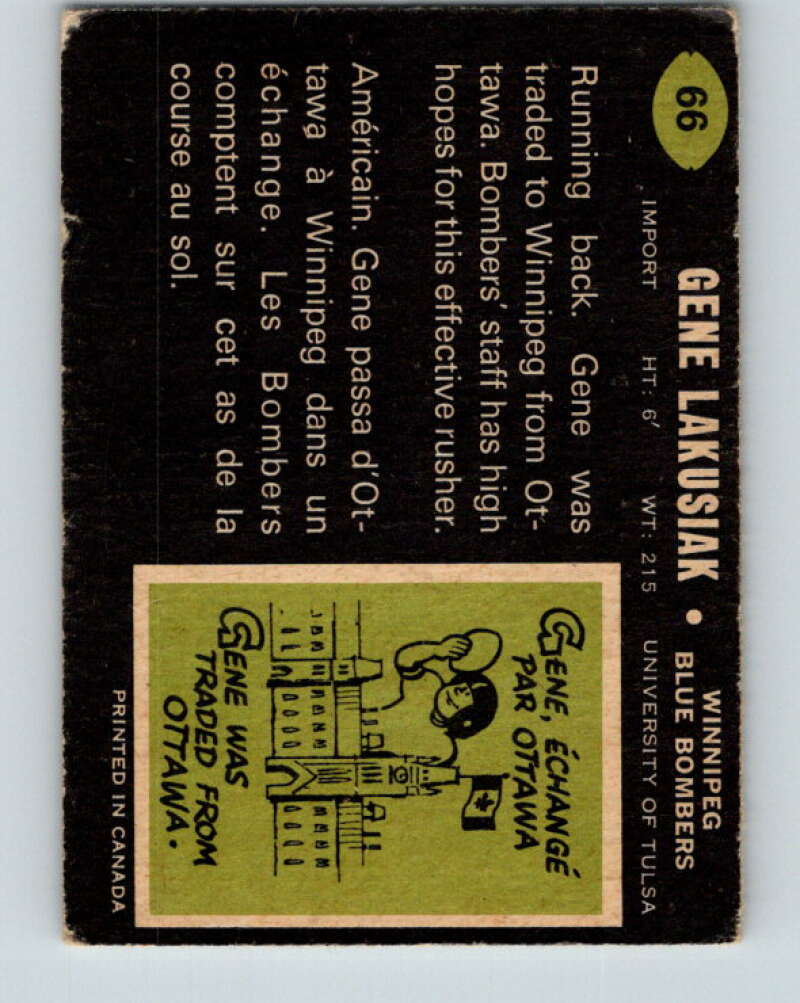 66
GENE LAKUSIAK •
WINNIPEG
BLUE BOMBERS
IMPORT HT: 6' WT: 215 UNIVERSITY OF TULSA
Running back. Gene was
traded to Winnipeg from Ot-
tawa. Bombers' staff has high
hopes for this effective rusher.
Américain. Gene passa d'Ot-
tawa à Winnipeg dans un
échange. Les Bombers
comptent sur cet as de la
course au sol.
GENE, ÉCHANGÉ
PAR OTTAWA
GENE WAS
TRADED FROM
OTTAWA.
PRINTED IN CANADA